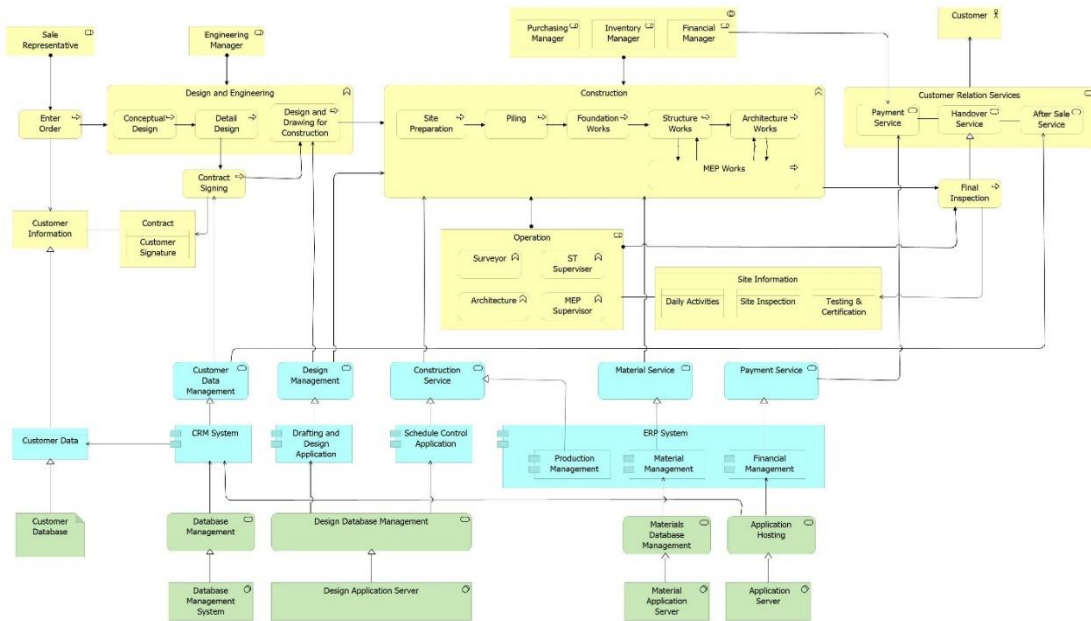 Sale
Representative
Engineering
Manager
Purchasing
Manager
Inventory
Manager
Financial
Manager
Customer
Design and Engineering
Construction
Customer Relation Services
Enter
Order
Conceptual
Design
Detail
Design
Design and
Drawing for
Construction
Site
Preparation
Piling
Foundation
Works
Structure
Works
Architecture
Works
MEP Works
Payment
Service
Handover
Service
After Sale
Service
Contract
Signing
Final
Inspection
Customer
Information
Contract
Customer
Signature
Operation
Surveyor
ST
Superviser
Architecture
MEP
Supervisor
Site Information
Daily Activities
Site Inspection
Testing &
Certification
Customer
Data
Management
Design
Management
Construction
Service
Material Service
Payment Service
Customer Data
CRM System
Drafting and
Design
Application
Schedule Control
Application
ERP System
Production
Management
Material
Management
Financial
Management
Customer
Database
Database
Management
Design Database Management
Materials
Database
Management
Application
Hosting
Database
Management
System
Design Application Server
Material
Application
Server
Application
Server